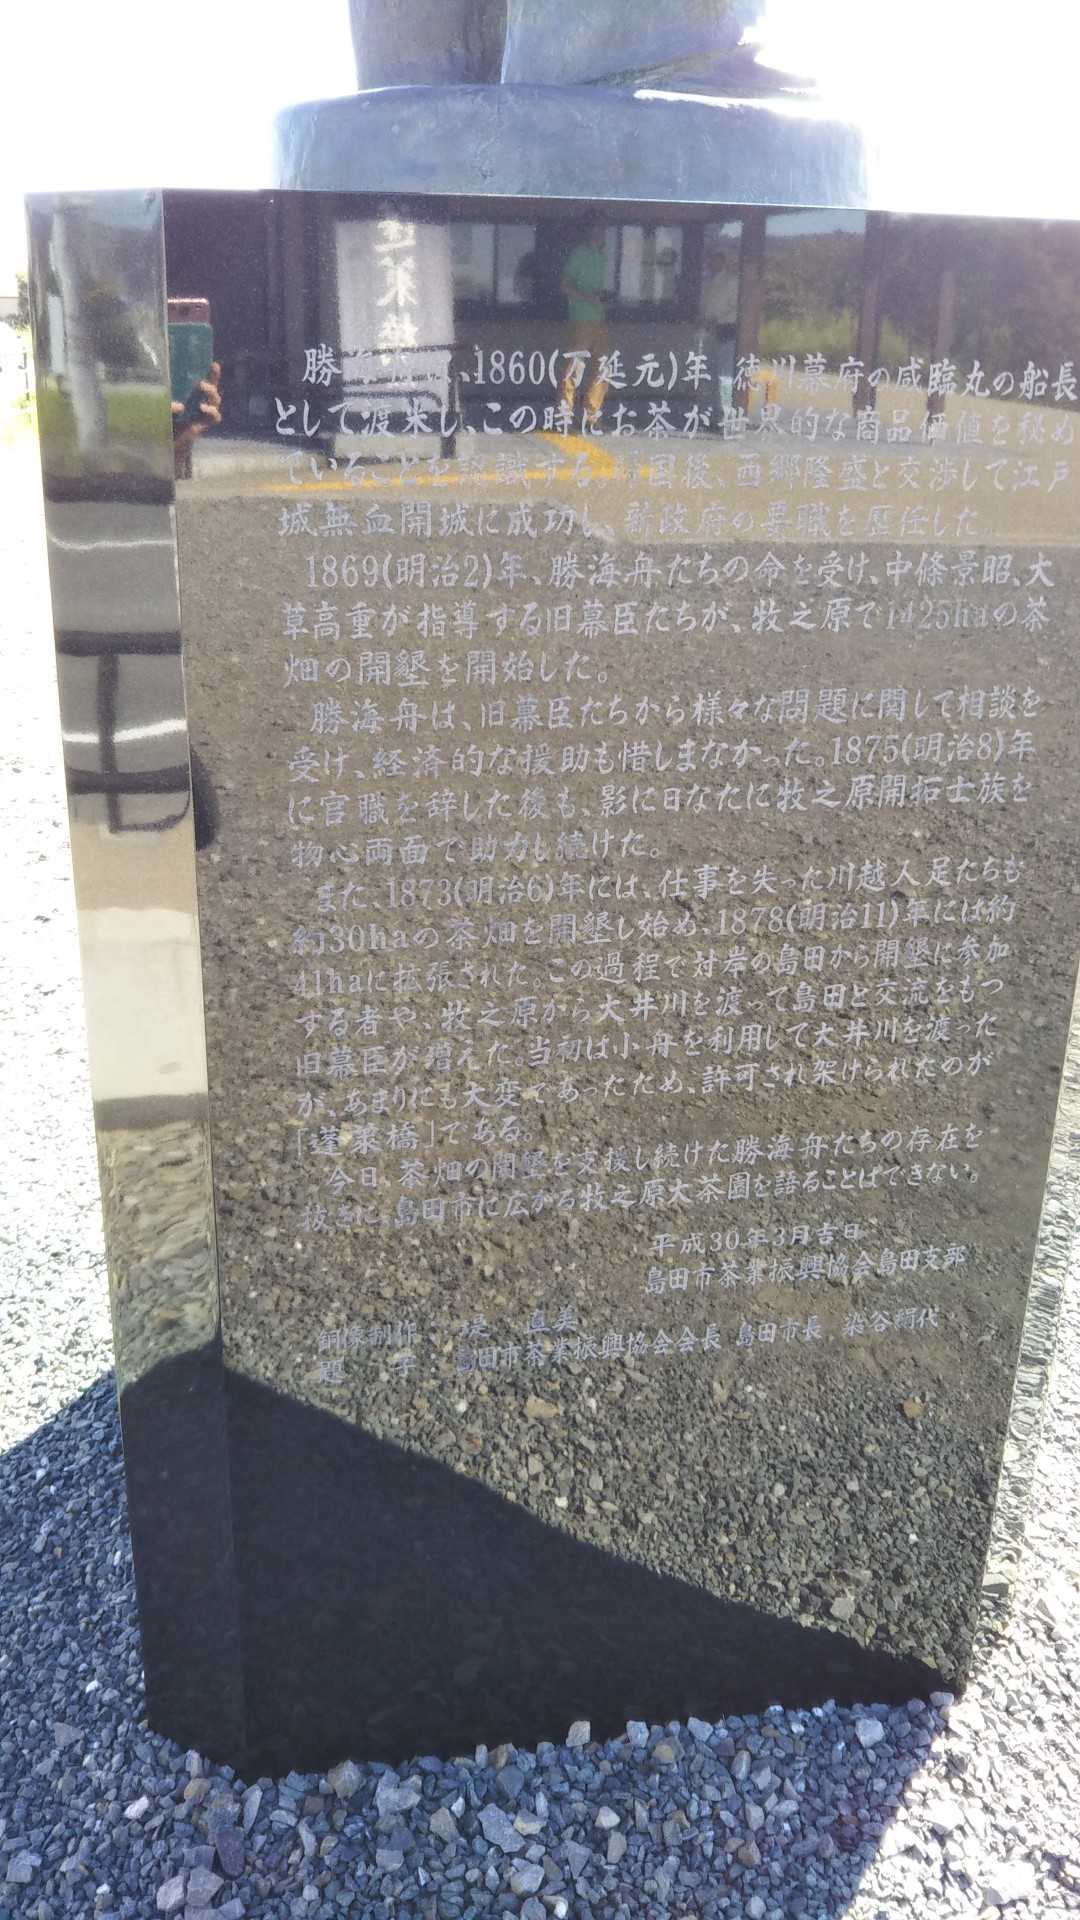 蓬莱橋
勝海舟は、1860(万延元)年、徳川幕府の咸臨丸の船長
として渡米し、この時にお茶が世界的な商品価値を秘め
ていることを認識する。帰国後、西郷隆盛と交渉して江戸
城無血開城に成功し、新政府の要職を歴任した。
1869(明治2)年、勝海舟たちの命を受け、中條景昭、大
草高重が指導する旧幕臣たちが、牧之原で1425haの茶
畑の開墾を開始した。
勝海舟は、旧幕臣たちから様々な問題に関して相談を
受け、経済的な援助も惜しまなかった。1875(明治8)年
に官職を辞した後も、影に日なたに牧之原開拓士族を
物心両面で助力し続けた。
また、1873(明治6)年には、仕事を失った川越人足たちも
約30haの茶畑を開墾し始め、1878(明治11)年には約
41haに拡張された。この過程で対岸の島田から開墾に参加
する者や、牧之原から大井川を渡って島田と交流をもつ
旧幕臣が増えた。当初は小舟を利用して大井川を渡った
が、あまりにも大変であったため、許可され架けられたのが
「蓬莱橋」である。
今日、茶畑の開墾を支援し続けた勝海舟たちの存在を
抜きに、島田市に広がる牧之原大茶園を語ることはできない。
平成30年3月吉日
島田市茶業振興協会島田支部
銅像制作：堤 直美
題 字：島田市茶業振興協会会長 島田市長 染谷絹代